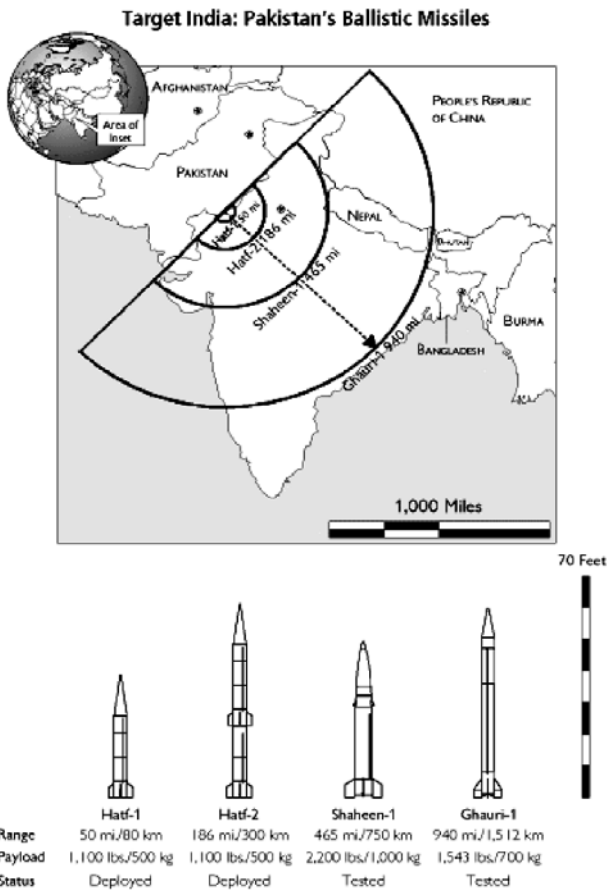 Target India: Pakistan's Ballistic Missiles
AFGHANISTAN
PEOPLE'S REPUBLIC
OF CHINA
Area of
Inset
PAKISTAN
NEPAL
BHUTAN
Hatf-1 50 mi
Hatf-2 186 mi
Shaheen-1 465 mi
Ghauri-1 940 mi
BURMA
BANGLADESH
1,000 Miles
70 Feet
Hatf-1 Hatf-2 Shaheen-1 Ghauri-1
Range 50 mi/80 km 186 mi/300 km 465 mi/750 km 940 mi/1,512 km
Payload 1,100 lbs/500 kg 1,100 lbs/500 kg 2,200 lbs/1,000 kg 1,543 lbs/700 kg
Status Deployed Deployed Tested Tested